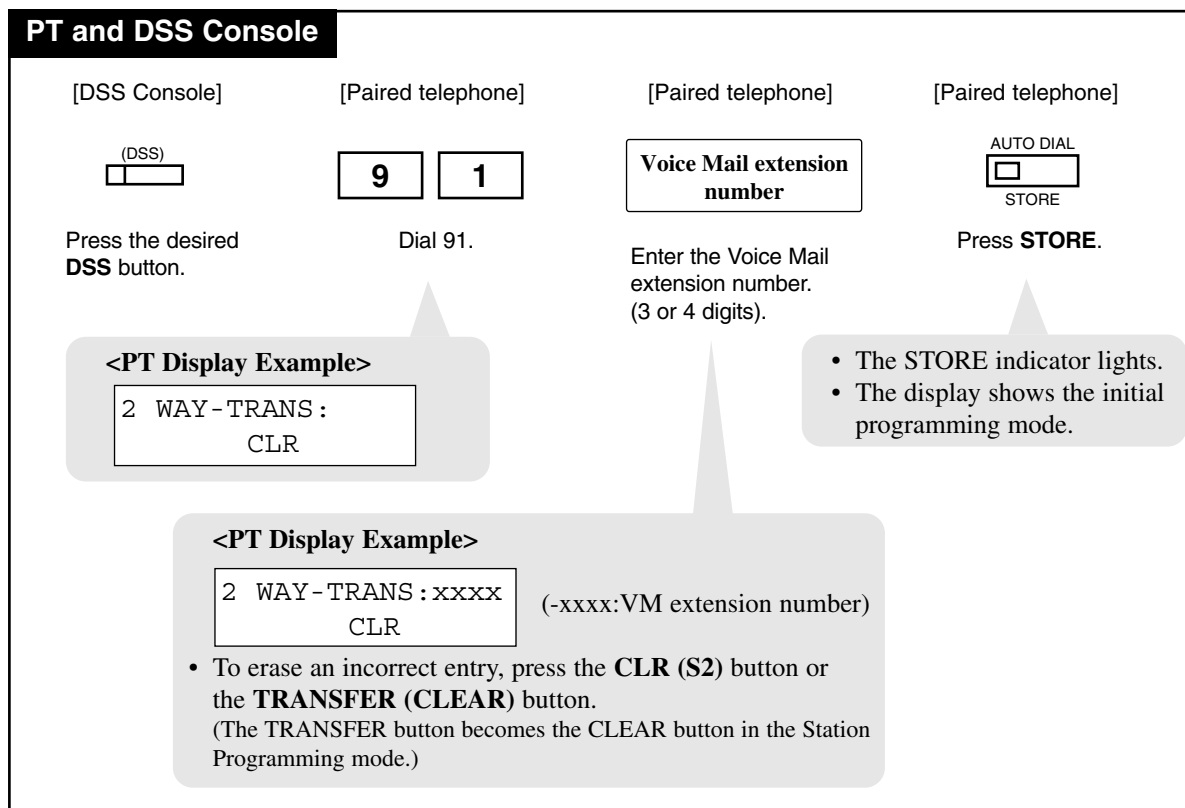 PT and DSS Console
[DSS Console]
[Paired telephone]
[Paired telephone]
[Paired telephone]
(DSS)
9 1
Voice Mail extension
number
AUTO DIAL
STORE
Press the desired
DSS button.
Dial 91.
Enter the Voice Mail
extension number.
(3 or 4 digits).
Press STORE.
<PT Display Example>
2 WAY-TRANS:
CLR
• The STORE indicator lights.
• The display shows the initial
programming mode.
<PT Display Example>
2 WAY-TRANS:xxxx
CLR
(-xxxx:VM extension number)
• To erase an incorrect entry, press the CLR (S2) button or
the TRANSFER (CLEAR) button.
(The TRANSFER button becomes the CLEAR button in the Station
Programming mode.)